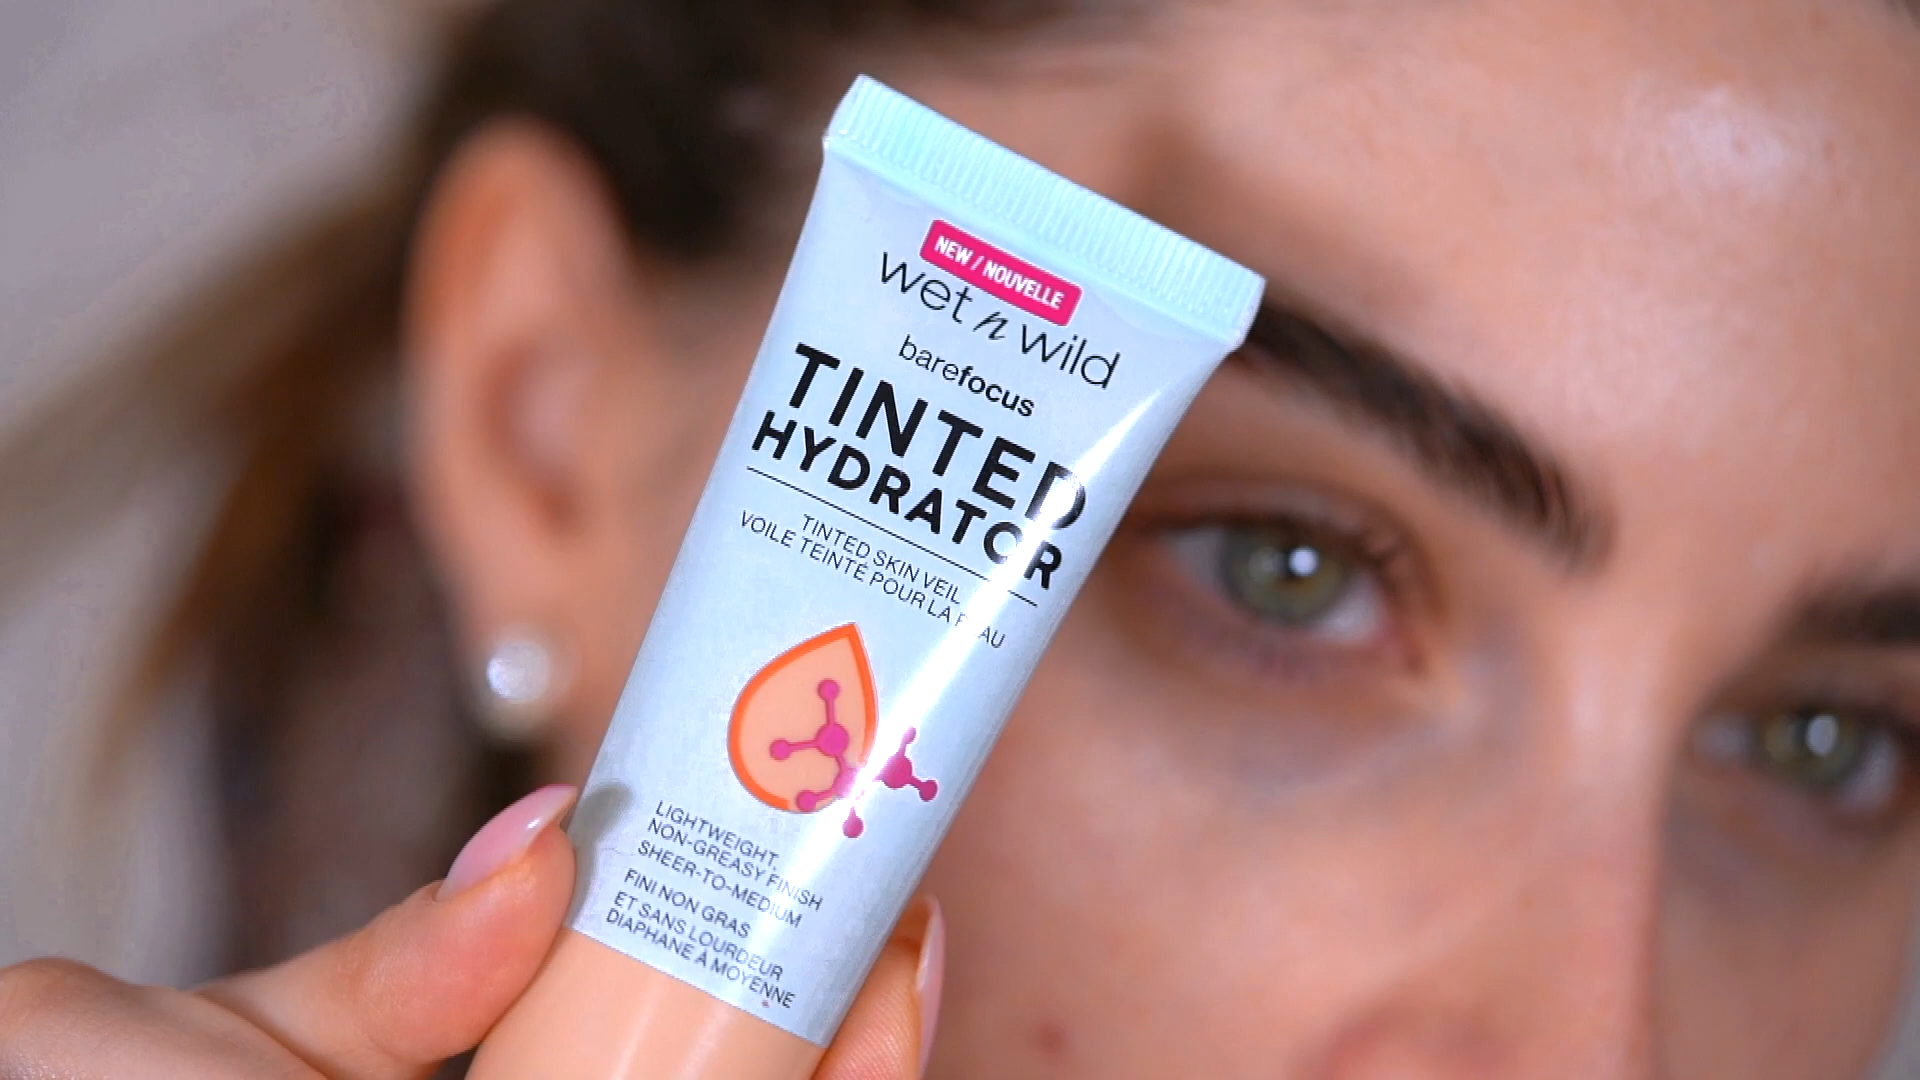 NEW / NOUVELLE
wet n wild
barefocus
TINTED
HYDRATOR
TINTED SKIN VEIL
VOILE TEINTÉ POUR LA PEAU
LIGHTWEIGHT,
NON-GREASY FINISH
SHEER-TO-MEDIUM
FINI NON GRAS
ET SANS LOURDEUR
DIAPHANE À MOYENNE